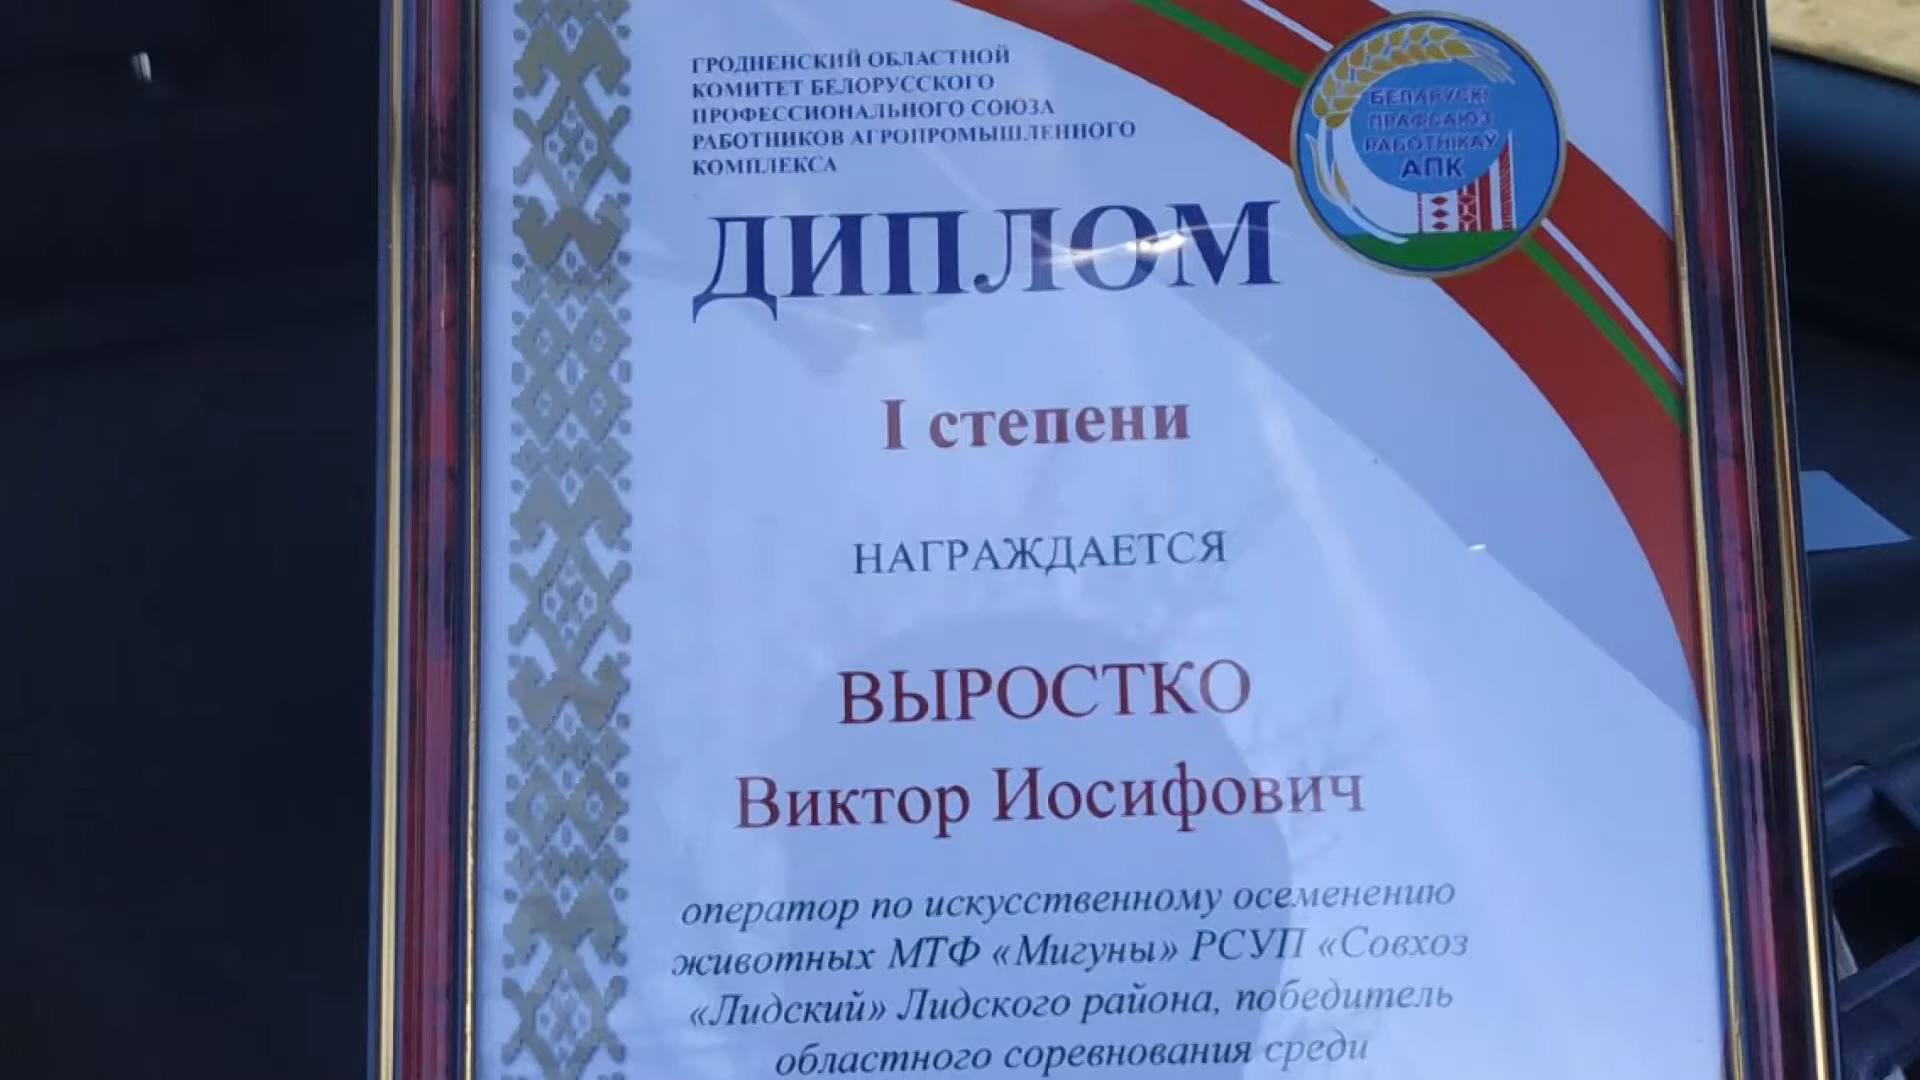 ГРОДНЕНСКИЙ ОБЛАСТНОЙ
КОМИТЕТ БЕЛОРУССКОГО
ПРОФЕССИОНАЛЬНОГО СОЮЗА
РАБОТНИКОВ АГРОПРОМЫШЛЕННОГО
КОМПЛЕКСА
БЕЛАРУСКІ
ПРАФСАЮЗ
РАБОТНІКАЎ
АПК
ДИПЛОМ
I степени
НАГРАЖДАЕТСЯ
ВЫРОСТКО
Виктор Иосифович
оператор по искусственному осеменению
животных МТФ «Мигуны» РСУП «Совхоз
«Лидский» Лидского района, победитель
областного соревнования среди